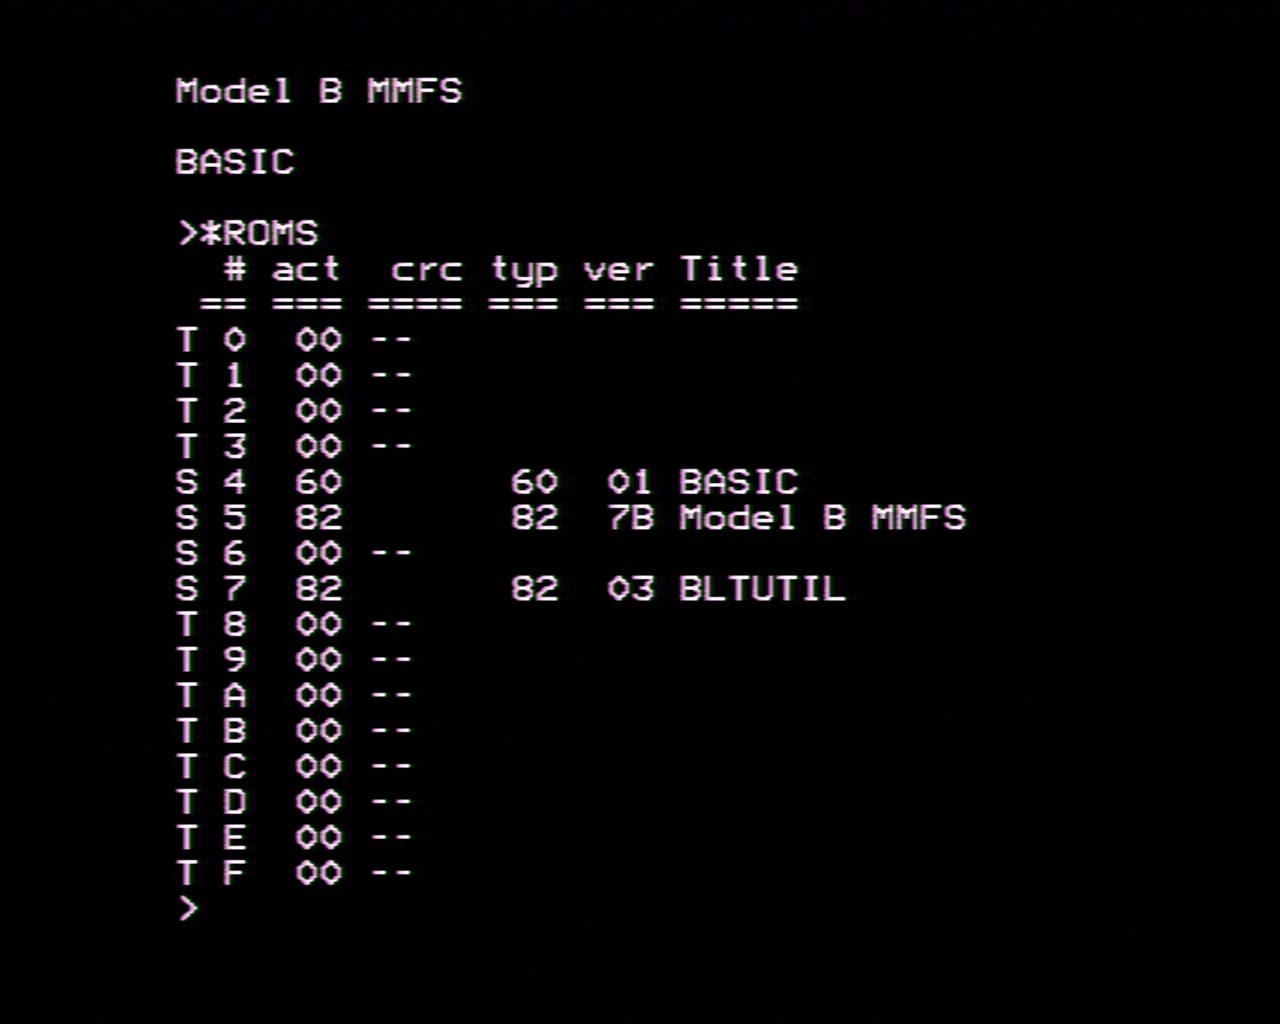 Model B MMFS
BASIC
>*ROMS
  # act  crc typ ver Title
 == === ==== === === =====
T 0  00 --
T 1  00 --
T 2  00 --
T 3  00 --
S 4  60       60  01 BASIC
S 5  82       82  7B Model B MMFS
S 6  00 --
S 7  82       82  03 BLTUTIL
T 8  00 --
T 9  00 --
T A  00 --
T B  00 --
T C  00 --
T D  00 --
T E  00 --
T F  00 --
>